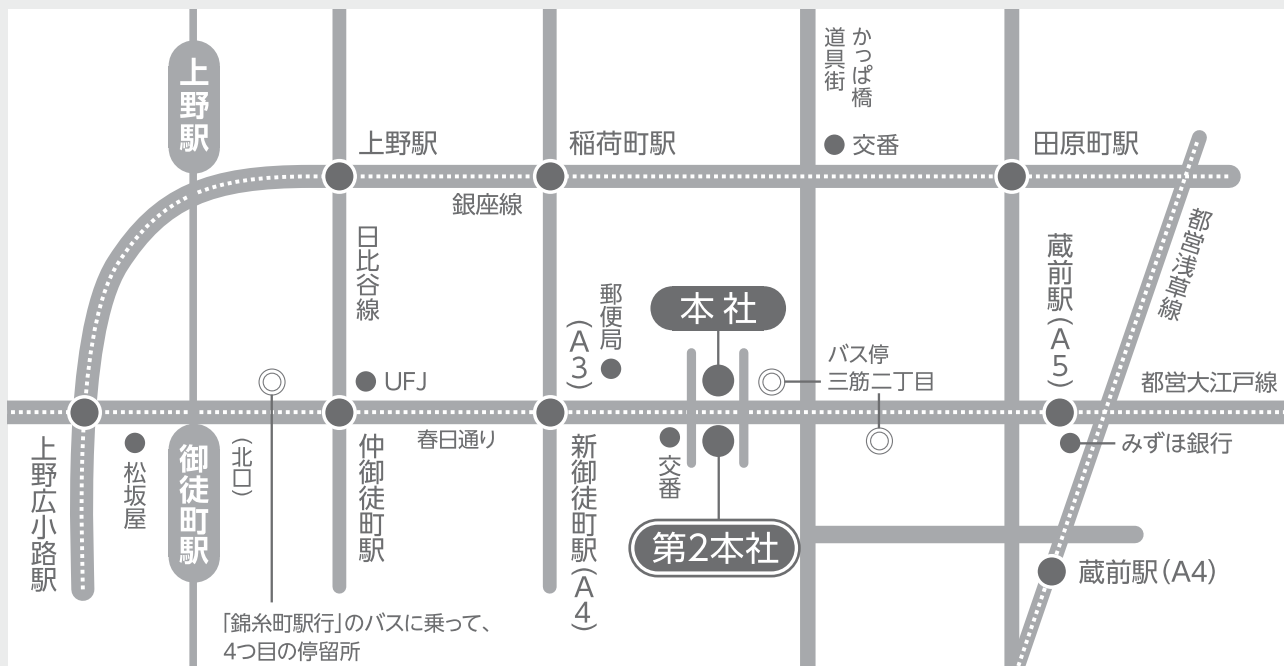 かっぱ橋
道具街
上野駅
上野駅
稲荷町駅
交番
田原町駅
銀座線
日比谷線
都営浅草線
郵便局
本社
蔵前駅(A5)
(A3)
バス停
三筋二丁目
UFJ
都営大江戸線
春日通り
上野広小路駅
松坂屋
御徒町駅
(北口)
仲御徒町駅
新御徒町駅(A4)
交番
みずほ銀行
第2本社
蔵前駅(A4)
「錦糸町駅行」のバスに乗って、
4つ目の停留所